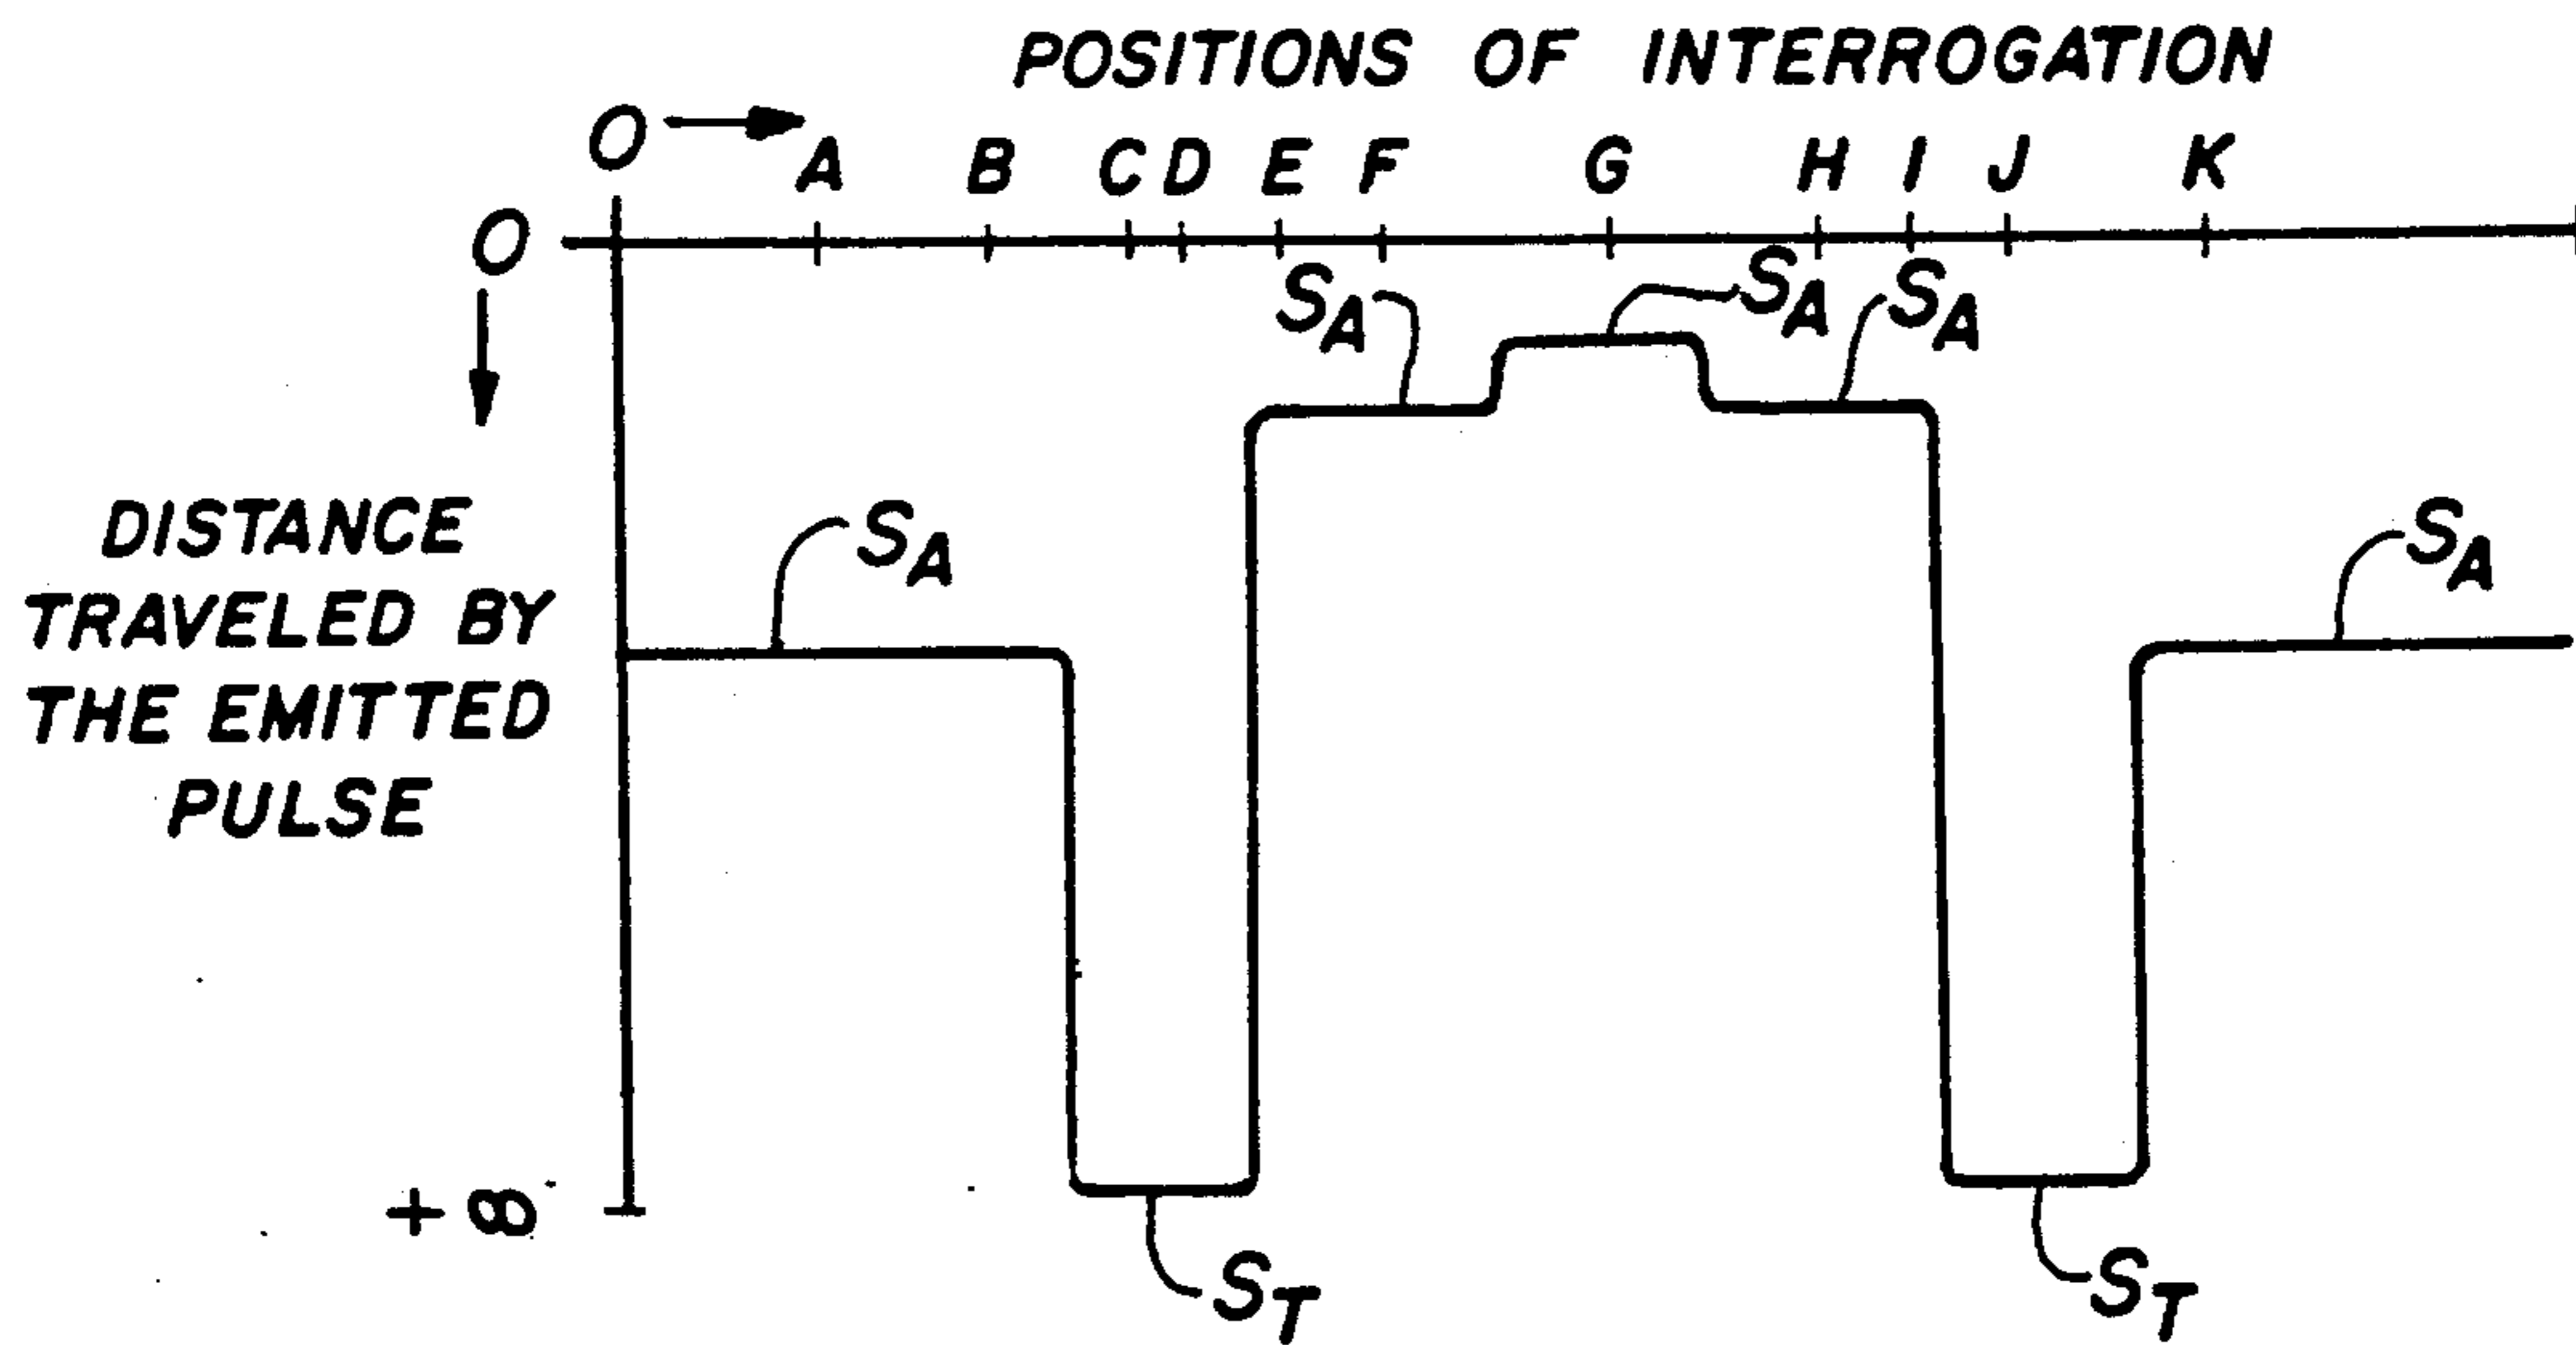 POSITIONS OF INTERROGATION
O
A B C D E F G H I J K
O
S_A S_A S_A
DISTANCE
TRAVELED BY
THE EMITTED
PULSE
S_A
S_A
+ ∞
S_T
S_T